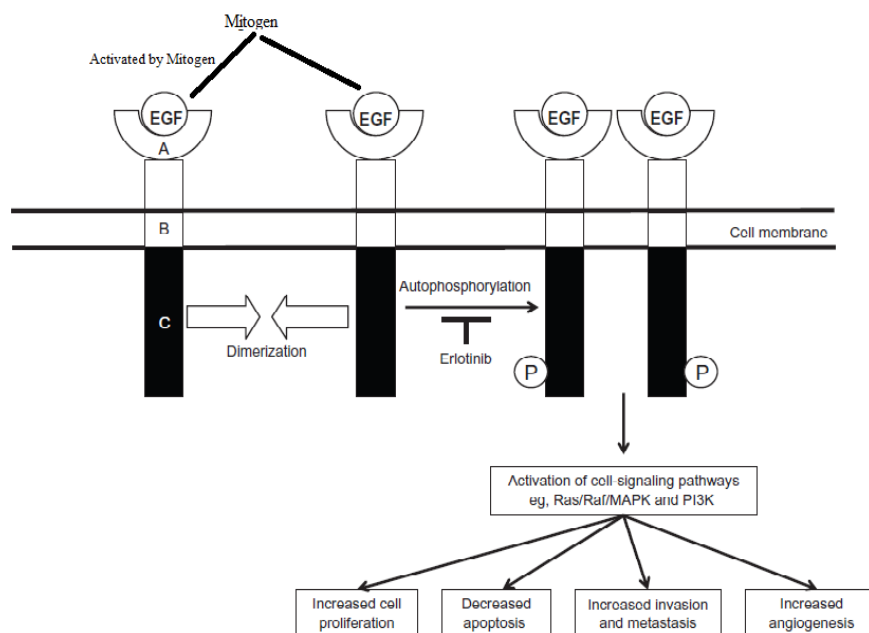 Mitogen
Activated by Mitogen
EGF
EGF
EGF
EGF
A
B
Cell membrane
C
Dimerization
Autophosphorylation
Erlotinib
P
P
Activation of cell-signaling pathways
eg, Ras/Raf/MAPK and PI3K
Increased cell
proliferation
Decreased
apoptosis
Increased invasion
and metastasis
Increased
angiogenesis